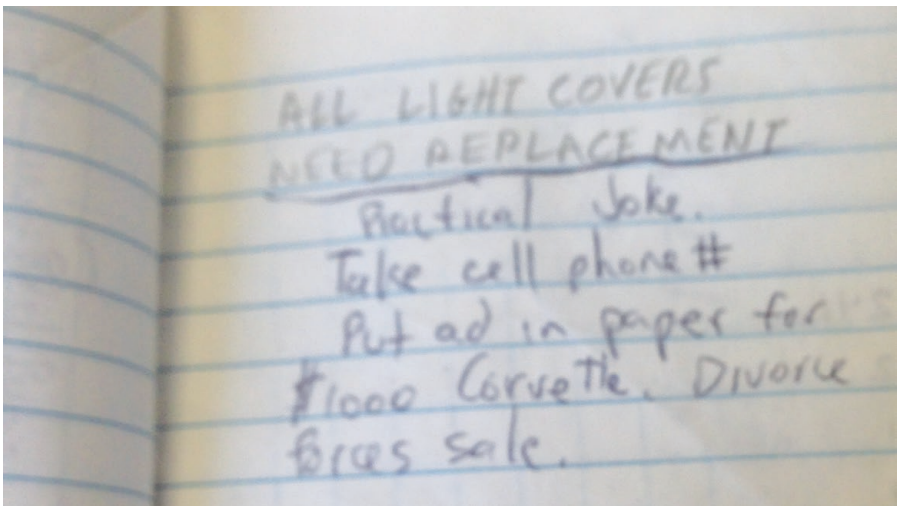 ALL LIGHT COVERS
NEED REPLACEMENT
Practical Joke.
Take cell phone #
Put ad in paper for
$1000 Corvette. Divorce
forces sale.